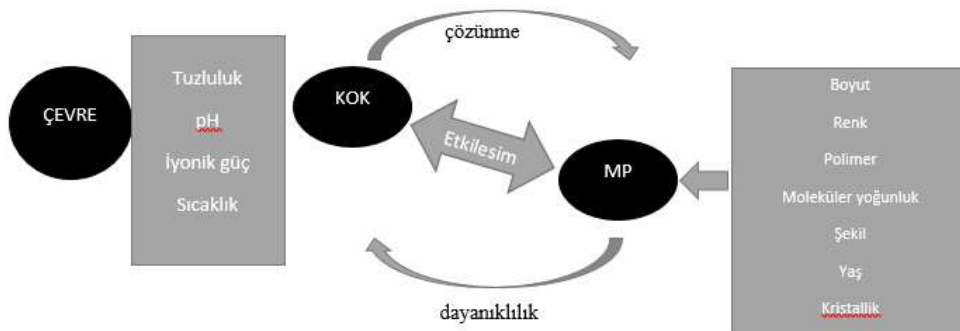 çözünme
ÇEVRE
Tuzluluk
pH
İyonik güç
Sıcaklık
KOK
Etkilesim
MP
Boyut
Renk
Polimer
Moleküler yoğunluk
Şekil
Yaş
Kristallik
dayanıklılık